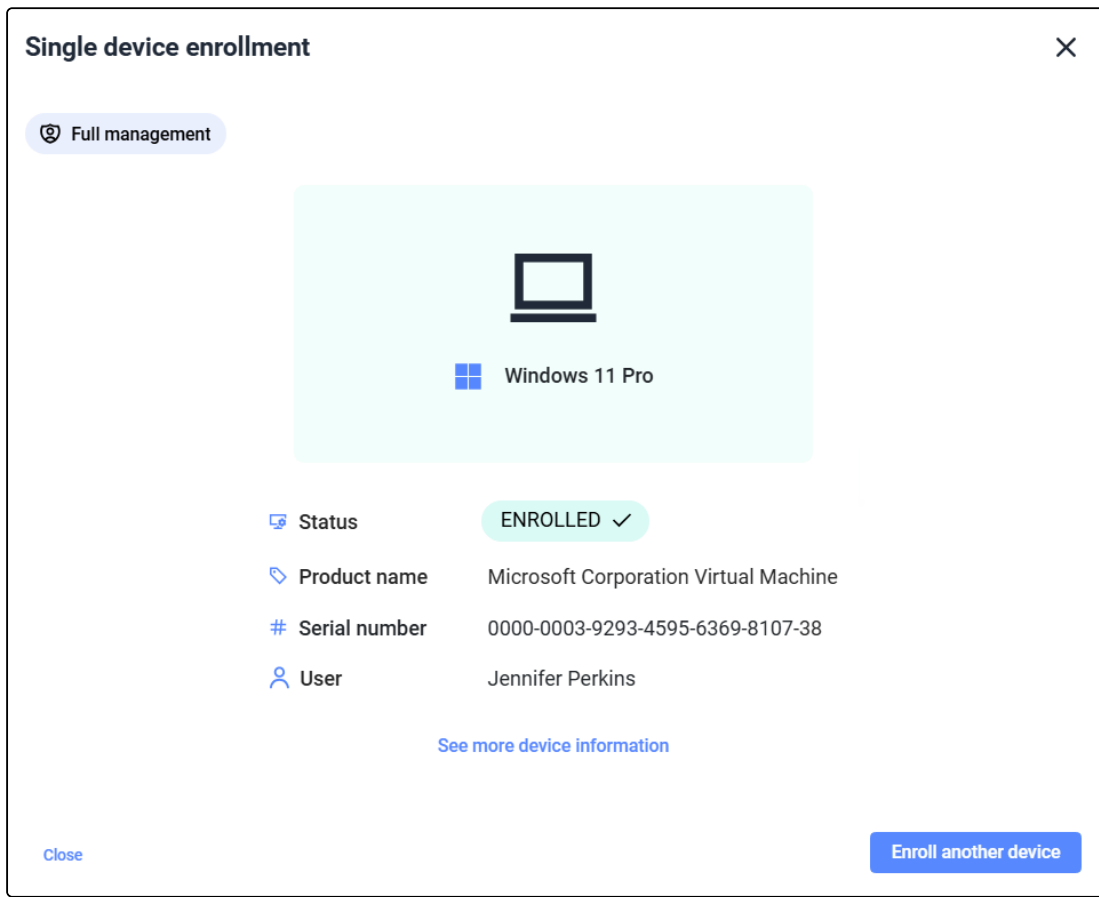 Single device enrollment
Full management
Windows 11 Pro
Status ENROLLED
Product name Microsoft Corporation Virtual Machine
Serial number 0000-0003-9293-4595-6369-8107-38
User Jennifer Perkins
See more device information
Close Enroll another device